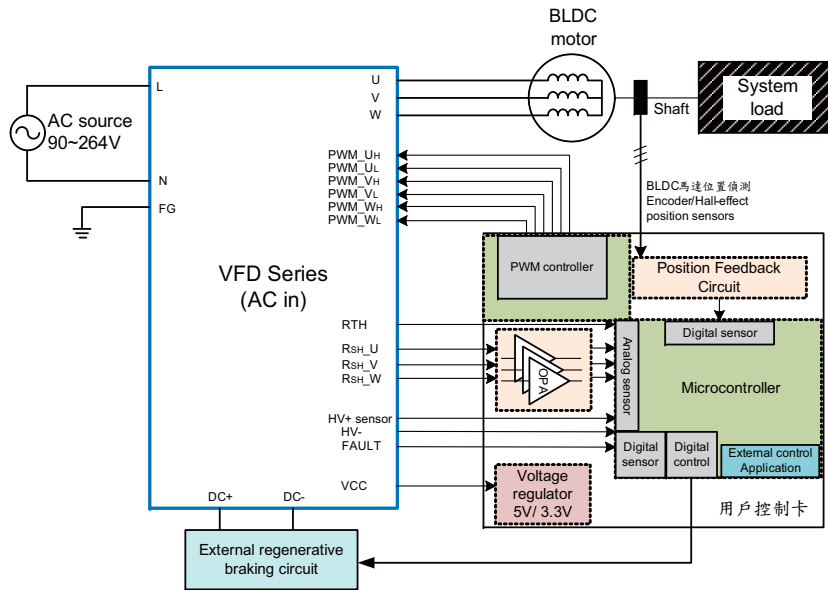 BLDC
motor
L
AC source
90~264V
N
FG
VFD Series
(AC in)
U
V
W
Shaft
System
load
PWM_UH
PWM_UL
PWM_VH
PWM_VL
PWM_WH
PWM_WL
BLDC馬達位置偵測
Encoder/Hall-effect
position sensors
PWM controller
Position Feedback
Circuit
RTH
RSH_U
RSH_V
RSH_W
OPA
Analog sensor
Digital sensor
Microcontroller
HV+ sensor
HV-
FAULT
Digital
sensor
Digital
control
External control
Application
VCC
Voltage
regulator
5V/ 3.3V
用戶控制卡
DC+
DC-
External regenerative
braking circuit